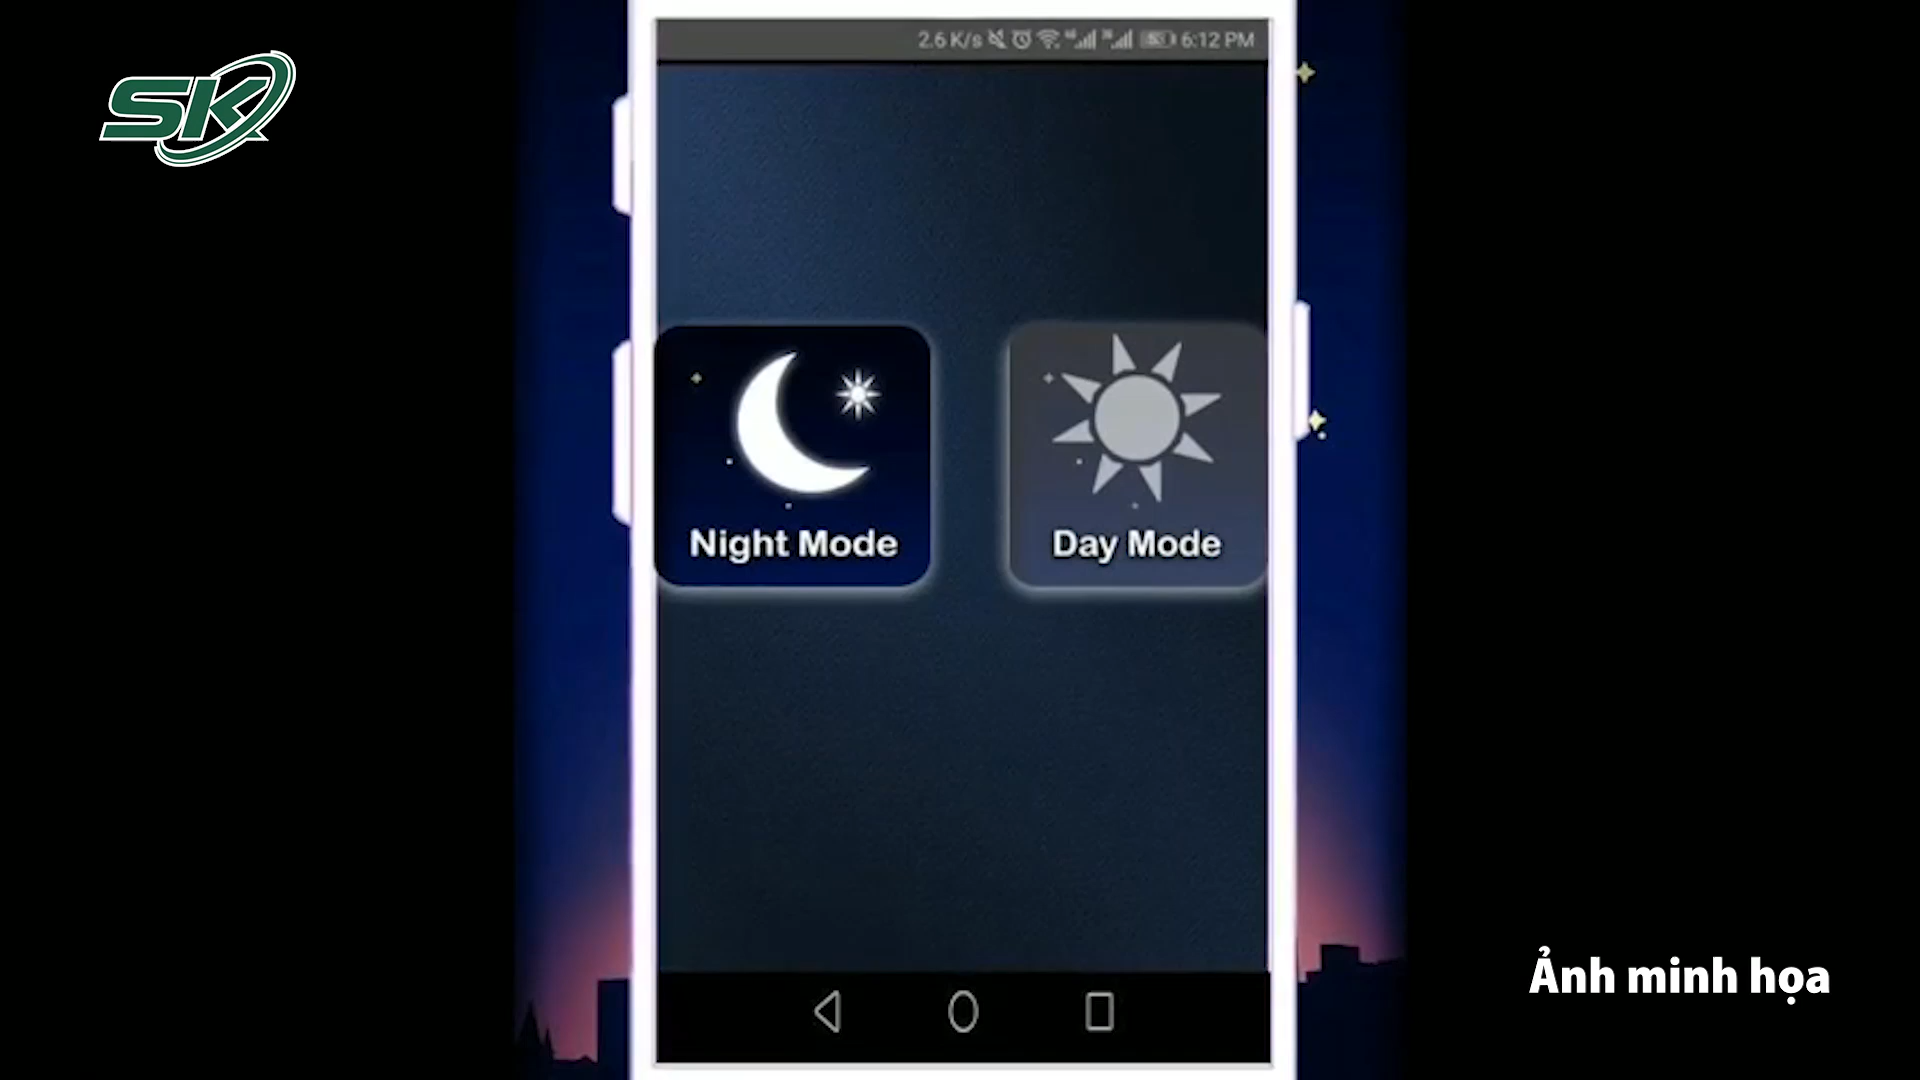 SK
2.6 K/s 6:12 PM
Night Mode
Day Mode
Ảnh minh họa